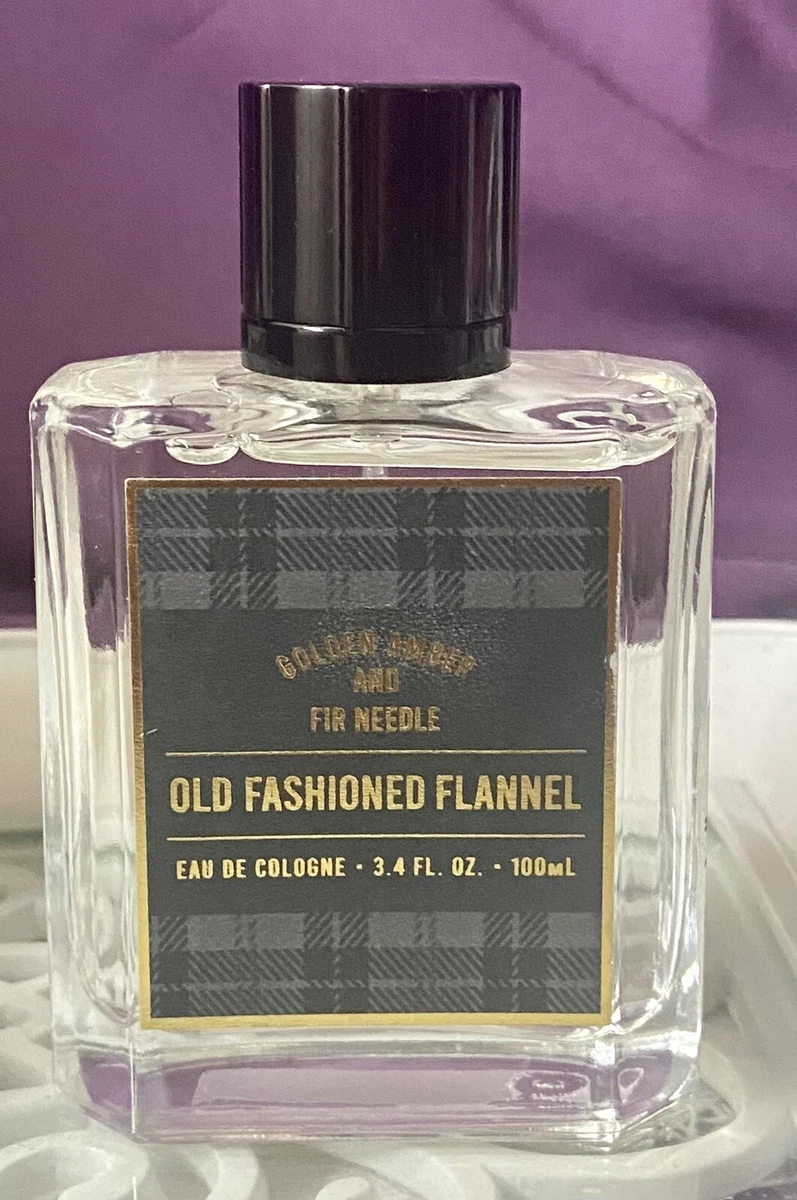 GOLDEN AMBER
AND
FIR NEEDLE
OLD FASHIONED FLANNEL
EAU DE COLOGNE • 3.4 FL. OZ. • 100mL